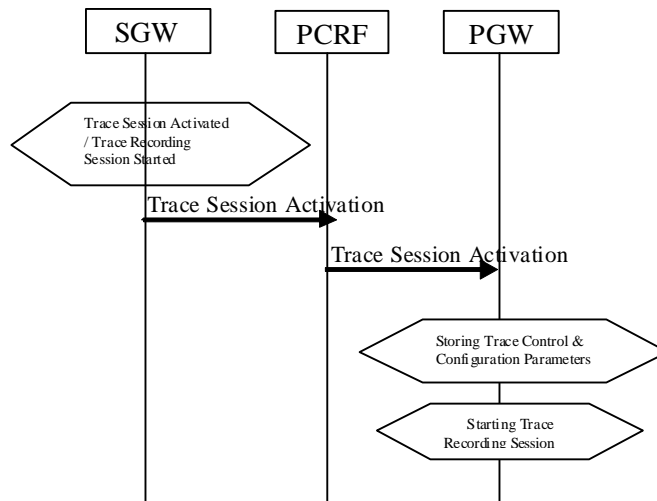 SGW
PCRF
PGW
Trace Session Activated
/ Trace Recording
Session Started
Trace Session Activation
Trace Session Activation
Storing Trace Control &
Configuration Parameters
Starting Trace
Recording Session